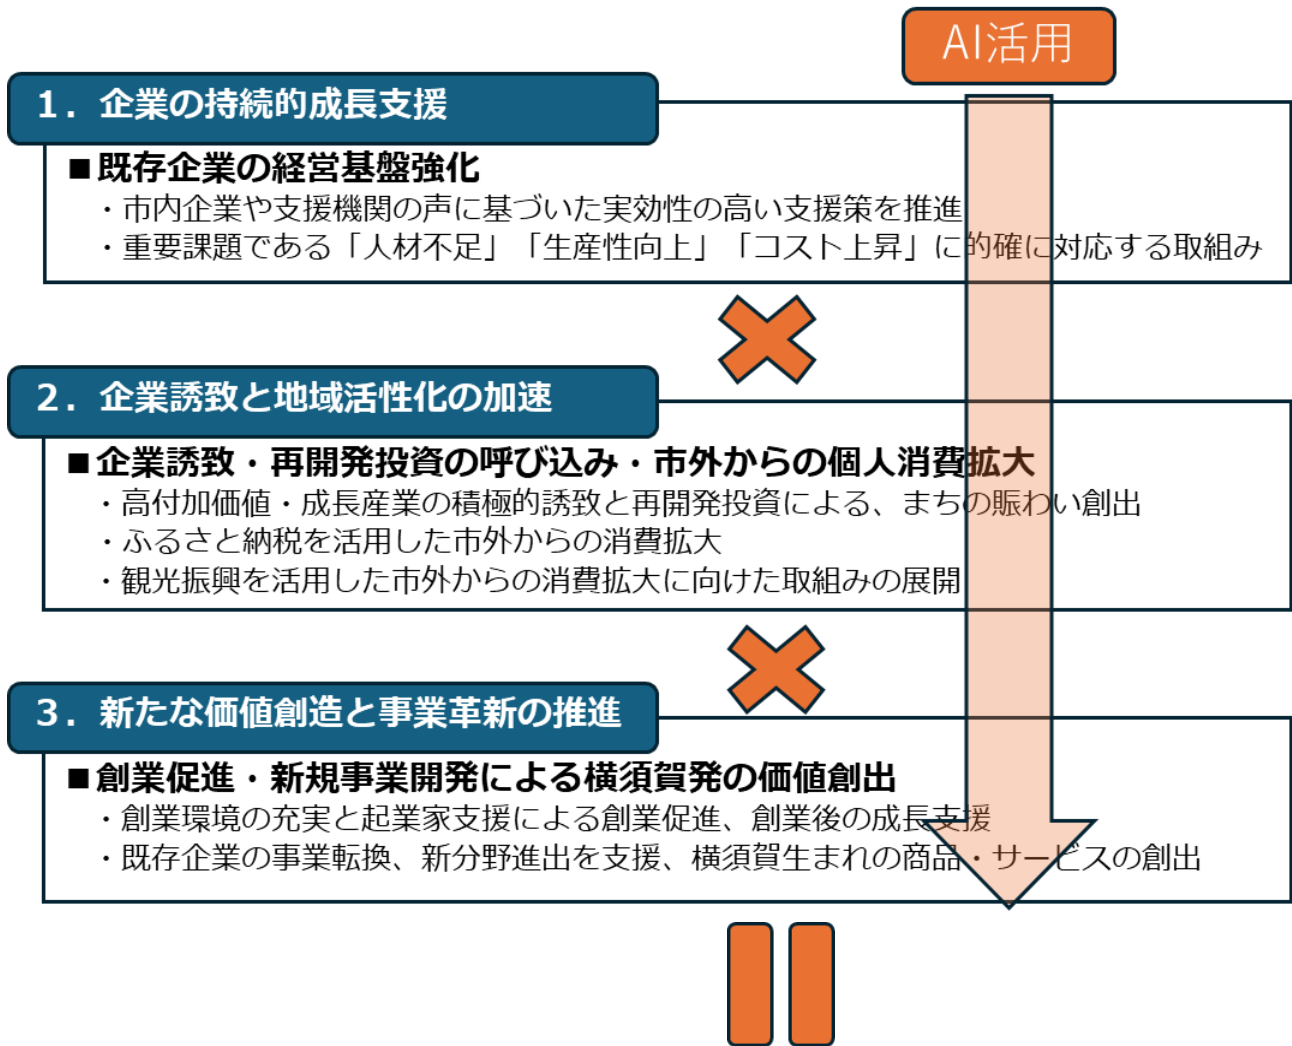 AI活用
１．企業の持続的成長支援
■既存企業の経営基盤強化
・市内企業や支援機関の声に基づいた実効性の高い支援策を推進
・重要課題である「人材不足」「生産性向上」「コスト上昇」に的確に対応する取組み
２．企業誘致と地域活性化の加速
■企業誘致・再開発投資の呼び込み・市外からの個人消費拡大
・高付加価値・成長産業の積極的誘致と再開発投資による、まちの賑わい創出
・ふるさと納税を活用した市外からの消費拡大
・観光振興を活用した市外からの消費拡大に向けた取組みの展開
３．新たな価値創造と事業革新の推進
■創業促進・新規事業開発による横須賀発の価値創出
・創業環境の充実と起業家支援による創業促進、創業後の成長支援
・既存企業の事業転換、新分野進出を支援、横須賀生まれの商品・サービスの創出